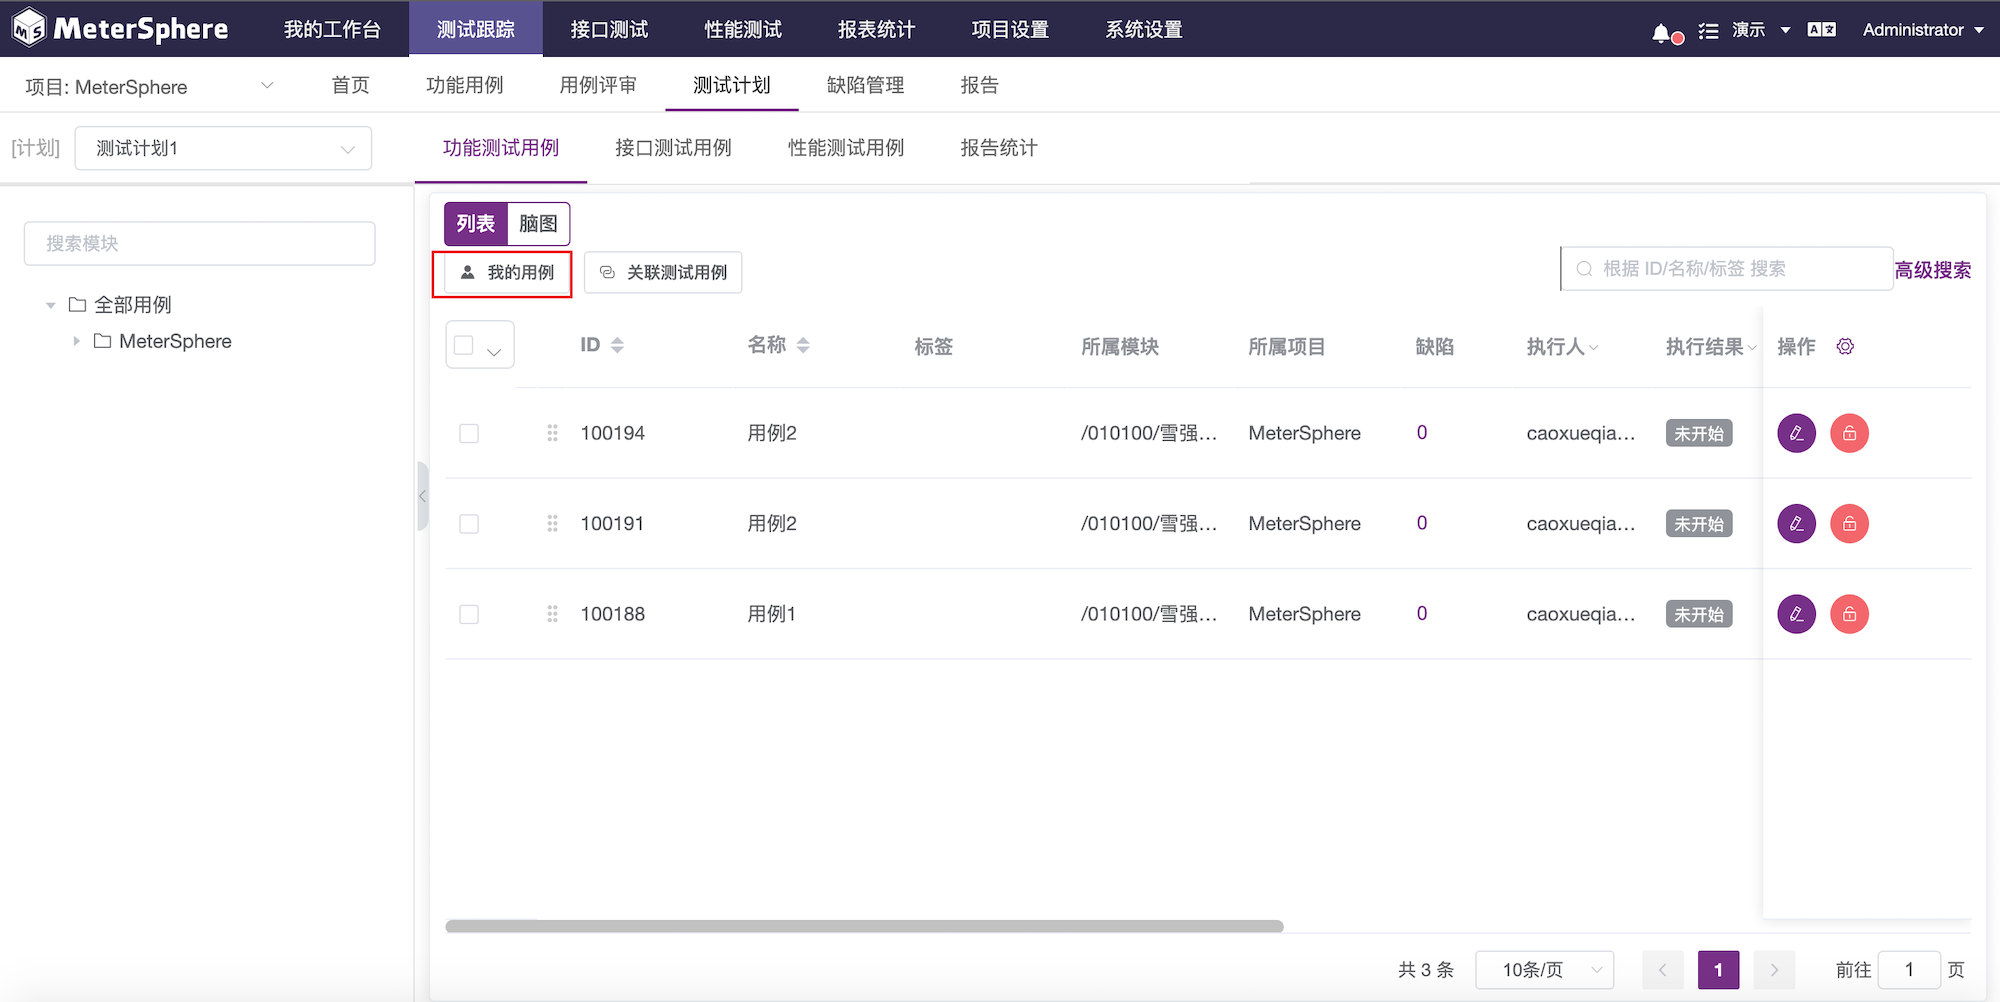 MeterSphere 我的工作台 测试跟踪 接口测试 性能测试 报表统计 项目设置 系统设置 演示 Administrator
项目: MeterSphere 首页 功能用例 用例评审 测试计划 缺陷管理 报告
[计划] 测试计划1 功能测试用例 接口测试用例 性能测试用例 报告统计
列表 脑图
搜索模块
我的用例 关联测试用例 根据 ID/名称/标签 搜索 高级搜索
全部用例
MeterSphere
ID 名称 标签 所属模块 所属项目 缺陷 执行人 执行结果 操作
100194 用例2 /010100/雪强... MeterSphere 0 caoxueqia... 未开始
100191 用例2 /010100/雪强... MeterSphere 0 caoxueqia... 未开始
100188 用例1 /010100/雪强... MeterSphere 0 caoxueqia... 未开始
共 3 条 10条/页 1 前往 1 页